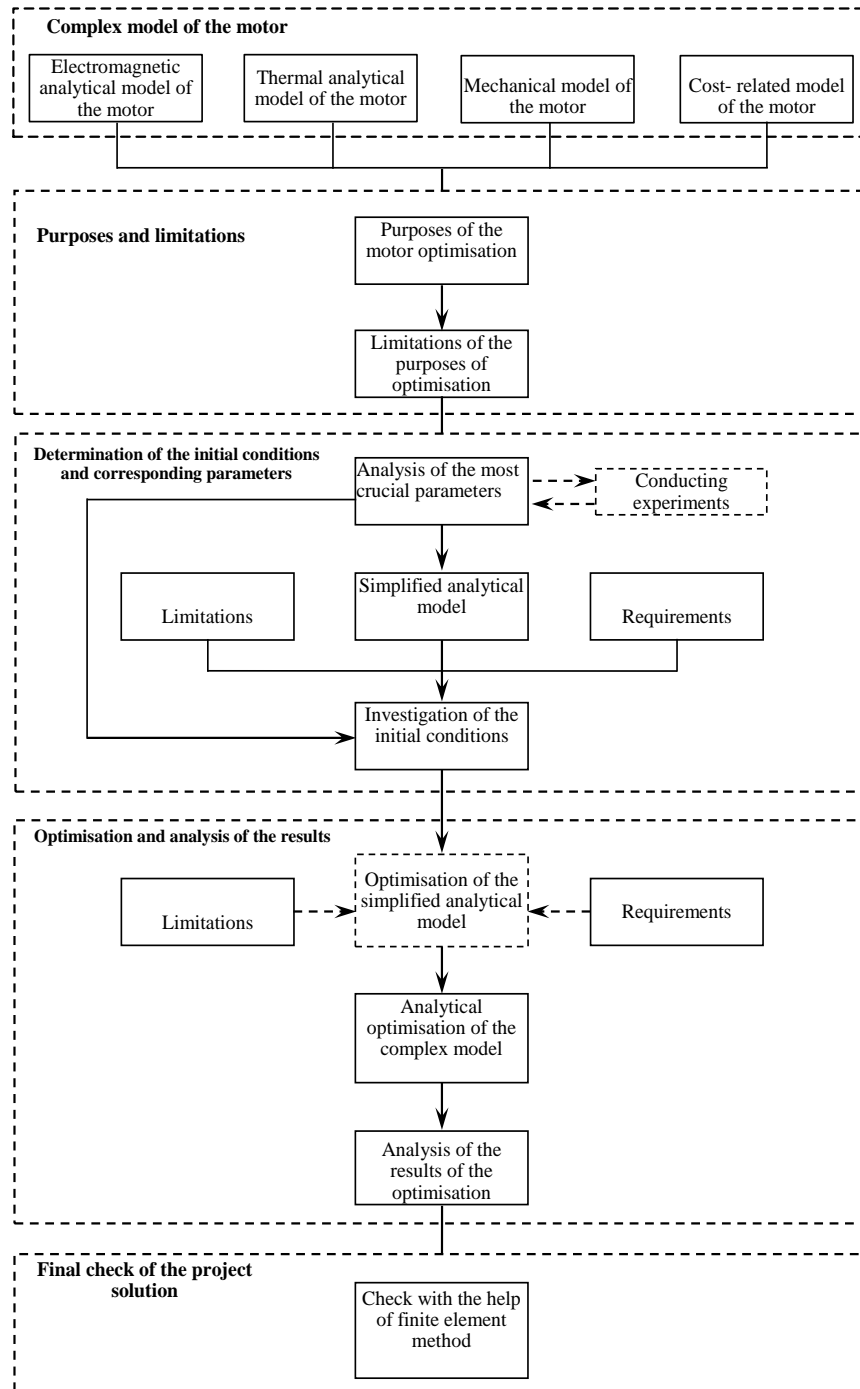 Complex model of the motor
Electromagnetic
analytical model of
the motor
Thermal analytical
model of the motor
Mechanical model of
the motor
Cost- related model
of the motor
Purposes and limitations
Purposes of the
motor optimisation
Limitations of the
purposes of
optimisation
Determination of the initial conditions
and corresponding parameters
Analysis of the most
crucial parameters
Conducting
experiments
Limitations
Simplified analytical
model
Requirements
Investigation of the
initial conditions
Optimisation and analysis of the results
Limitations
Optimisation of the
simplified analytical
model
Requirements
Analytical
optimisation of the
complex model
Analysis of the
results of the
optimisation
Final check of the project
solution
Check with the help
of finite element
method